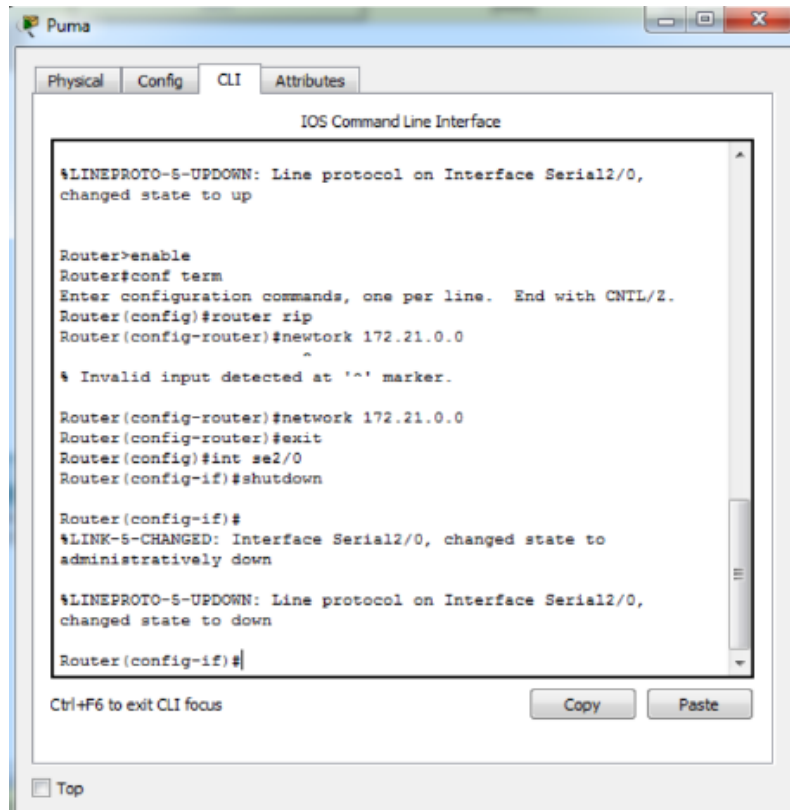 Puma
Physical Config CLI Attributes
IOS Command Line Interface
%LINEPROTO-5-UPDOWN: Line protocol on Interface Serial2/0,
changed state to up
Router>enable
Router#conf term
Enter configuration commands, one per line.  End with CNTL/Z.
Router(config)#router rip
Router(config-router)#newtork 172.21.0.0
^
% Invalid input detected at '^' marker.
Router(config-router)#network 172.21.0.0
Router(config-router)#exit
Router(config)#int se2/0
Router(config-if)#shutdown
Router(config-if)#
%LINK-5-CHANGED: Interface Serial2/0, changed state to
administratively down
%LINEPROTO-5-UPDOWN: Line protocol on Interface Serial2/0,
changed state to down
Router(config-if)#
Ctrl+F6 to exit CLI focus Copy Paste
Top